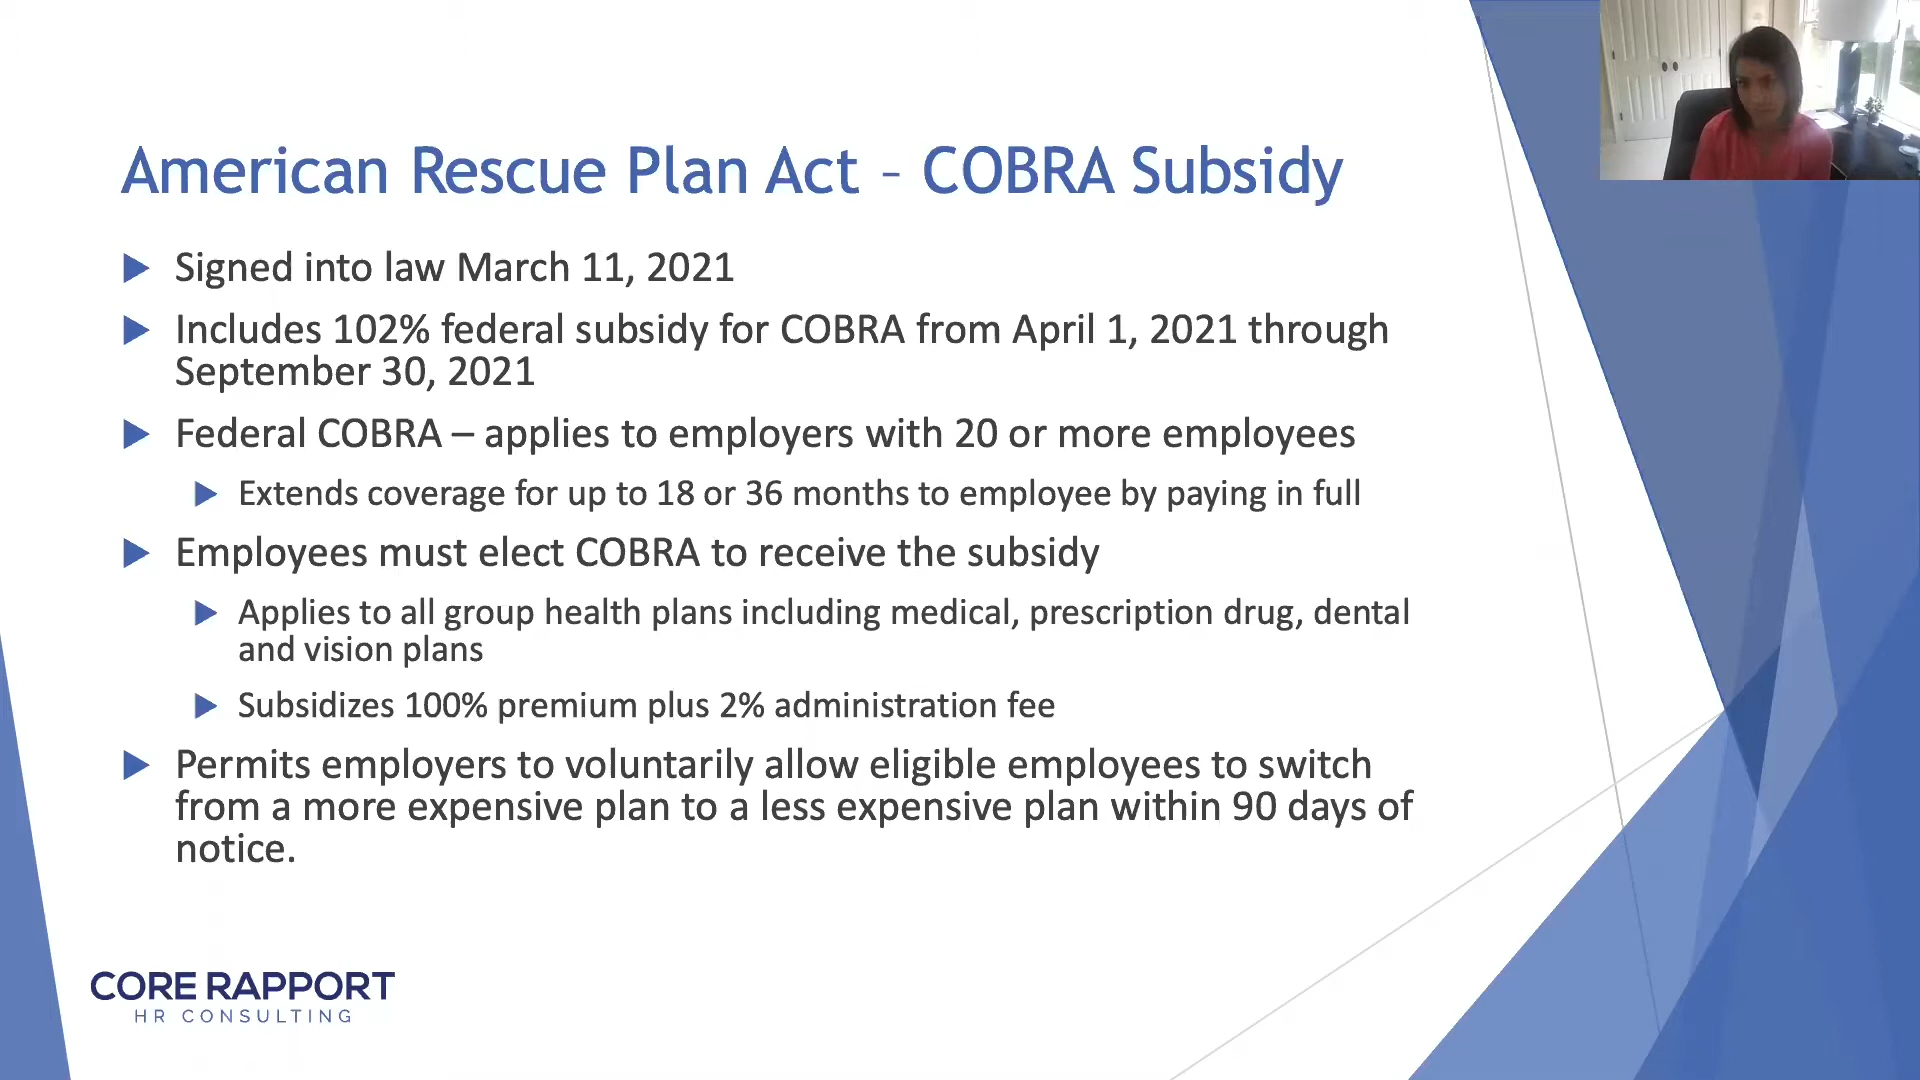 American Rescue Plan Act – COBRA Subsidy
Signed into law March 11, 2021
Includes 102% federal subsidy for COBRA from April 1, 2021 through
September 30, 2021
Federal COBRA – applies to employers with 20 or more employees
Extends coverage for up to 18 or 36 months to employee by paying in full
Employees must elect COBRA to receive the subsidy
Applies to all group health plans including medical, prescription drug, dental
and vision plans
Subsidizes 100% premium plus 2% administration fee
Permits employers to voluntarily allow eligible employees to switch
from a more expensive plan to a less expensive plan within 90 days of
notice.
CORE RAPPORT
HR CONSULTING